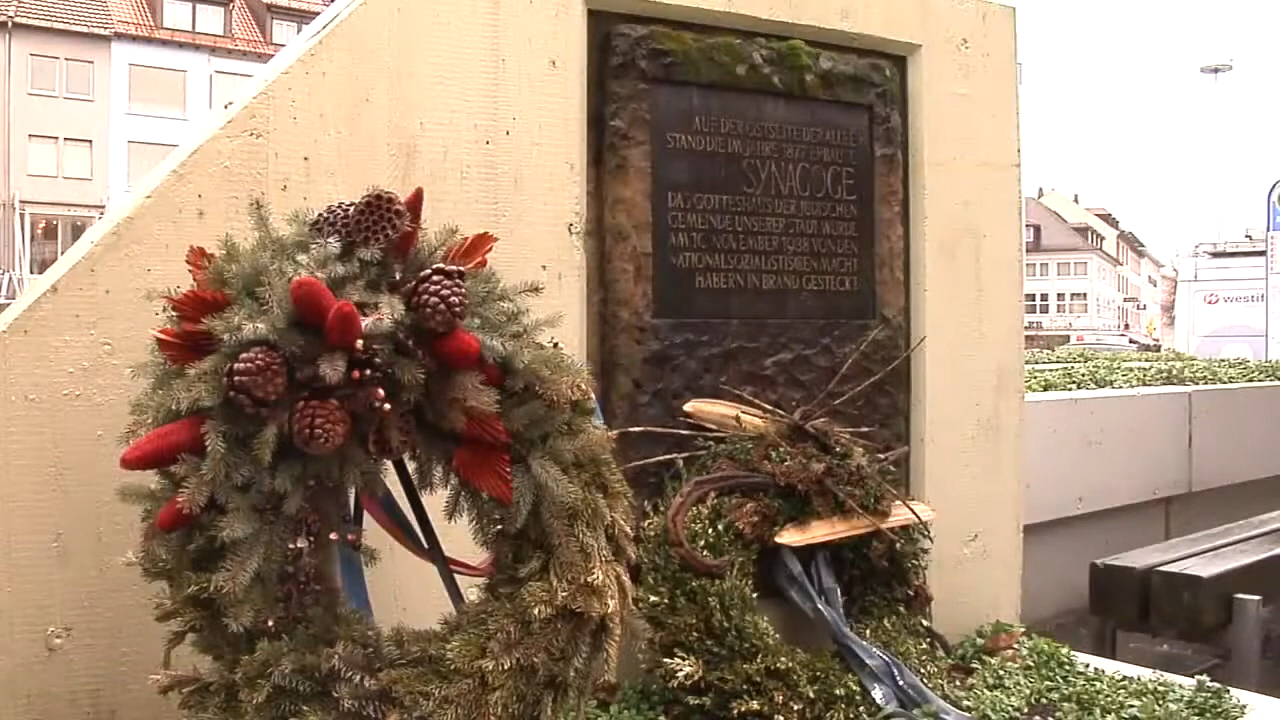 AUF DER OSTSEITE DER ALLEE
STAND DIE IM JAHRE 1877 ERBAUTE
SYNAGOGE
DAS GOTTESHAUS DER JÜDISCHEN
GEMEINDE UNSERER STADT WURDE
AM 10. NOVEMBER 1938 VON DEN
NATIONALSOZIALISTISCHEN MACHT
HABERN IN BRAND GESTECKT
westif